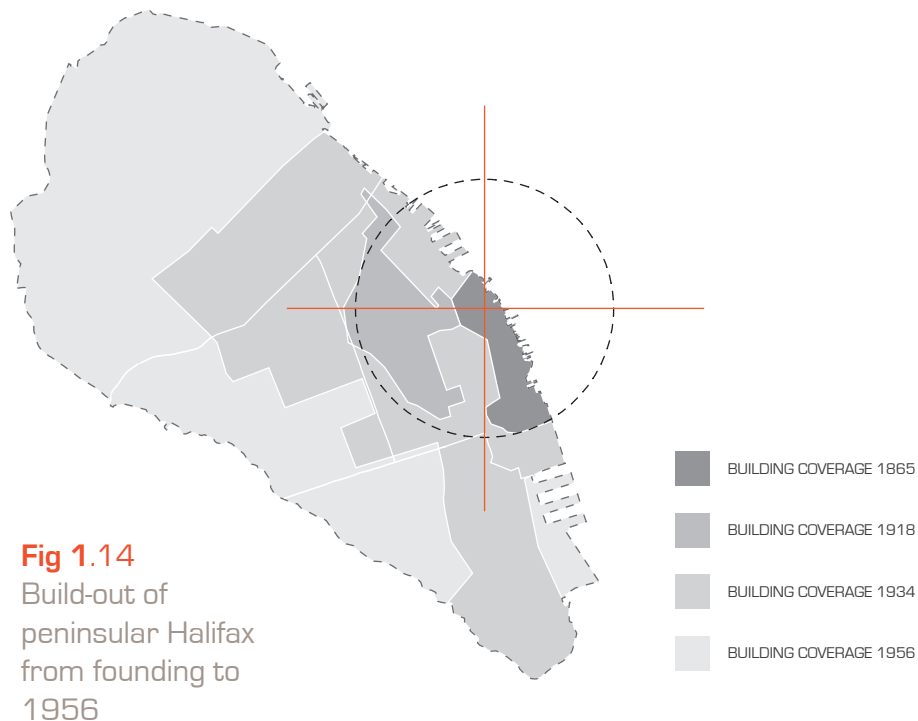 BUILDING COVERAGE 1865
BUILDING COVERAGE 1918
BUILDING COVERAGE 1934
BUILDING COVERAGE 1956
Fig 1.14
Build-out of
peninsular Halifax
from founding to
1956